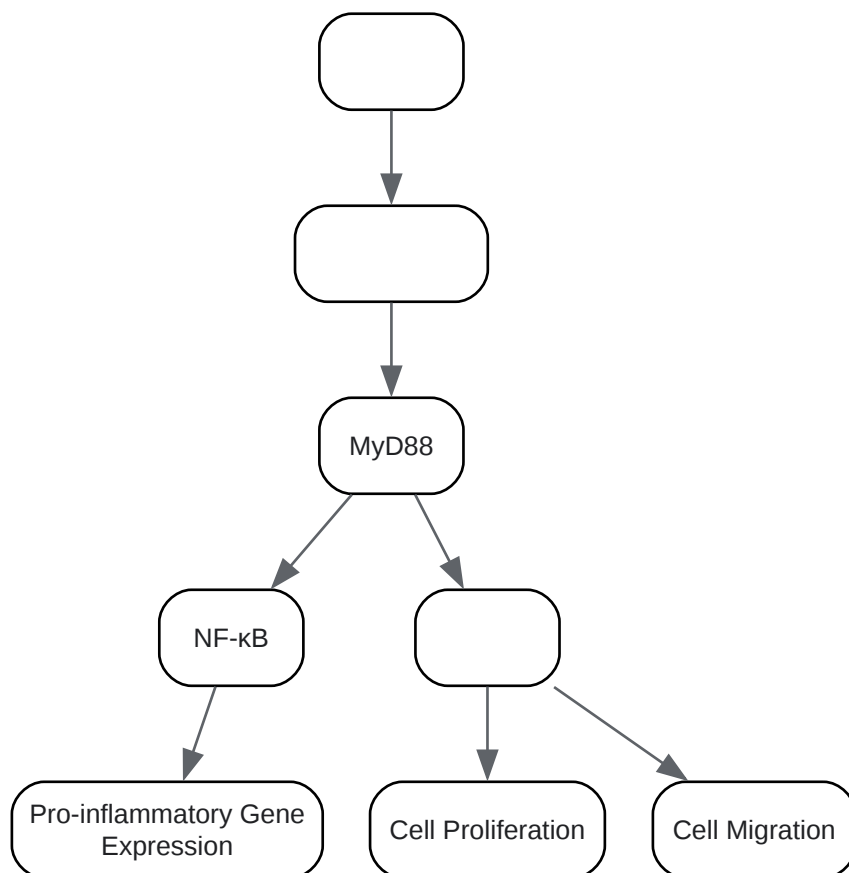 MyD88
NF-κB
Pro-inflammatory Gene
Expression
Cell Proliferation
Cell Migration